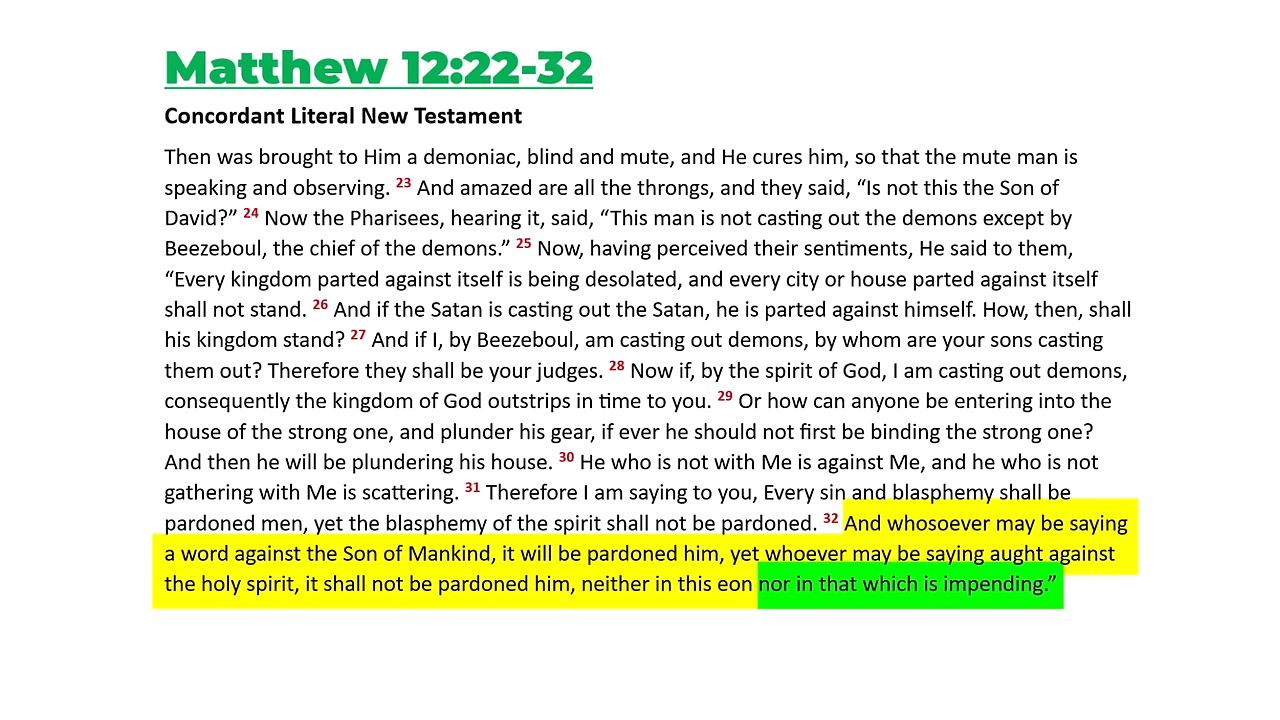 Matthew 12:22-32
Concordant Literal New Testament
Then was brought to Him a demoniac, blind and mute, and He cures him, so that the mute man is
speaking and observing. 23 And amazed are all the throngs, and they said, “Is not this the Son of
David?” 24 Now the Pharisees, hearing it, said, “This man is not casting out the demons except by
Beezeboul, the chief of the demons.” 25 Now, having perceived their sentiments, He said to them,
“Every kingdom parted against itself is being desolated, and every city or house parted against itself
shall not stand. 26 And if the Satan is casting out the Satan, he is parted against himself. How, then, shall
his kingdom stand? 27 And if I, by Beezeboul, am casting out demons, by whom are your sons casting
them out? Therefore they shall be your judges. 28 Now if, by the spirit of God, I am casting out demons,
consequently the kingdom of God outstrips in time to you. 29 Or how can anyone be entering into the
house of the strong one, and plunder his gear, if ever he should not first be binding the strong one?
And then he will be plundering his house. 30 He who is not with Me is against Me, and he who is not
gathering with Me is scattering. 31 Therefore I am saying to you, Every sin and blasphemy shall be
pardoned men, yet the blasphemy of the spirit shall not be pardoned. 32 And whosoever may be saying
a word against the Son of Mankind, it will be pardoned him, yet whoever may be saying aught against
the holy spirit, it shall not be pardoned him, neither in this eon nor in that which is impending.”